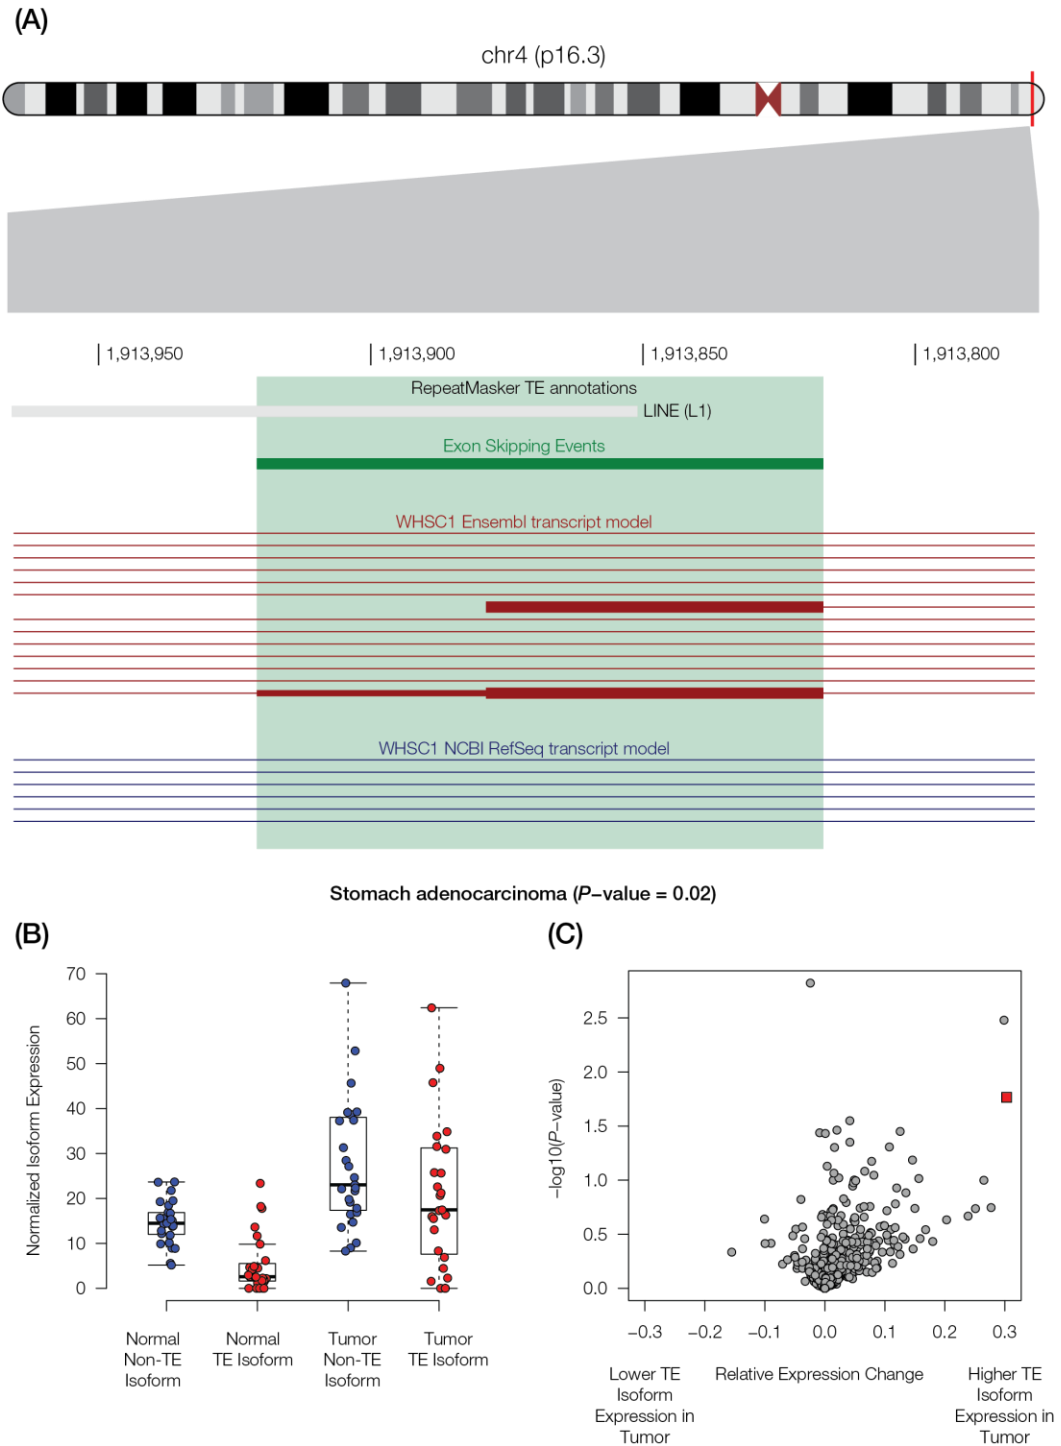 (A)
chr4 (p16.3)
1,913,950
1,913,900
1,913,850
1,913,800
RepeatMasker TE annotations
LINE (L1)
Exon Skipping Events
WHSC1 Ensembl transcript model
WHSC1 NCBI RefSeq transcript model
Stomach adenocarcinoma (P−value = 0.02)
(B)
Normalized Isoform Expression
70
60
50
40
30
20
10
0
Normal
Non-TE
Isoform
Normal
TE Isoform
Tumor
Non-TE
Isoform
Tumor
TE Isoform
(C)
-log10(P−value)
2.5
2.0
1.5
1.0
0.5
0.0
−0.3
−0.2
−0.1
0.0
0.1
0.2
0.3
Lower TE
Isoform
Expression in
Tumor
Relative Expression Change
Higher TE
Isoform
Expression in
Tumor